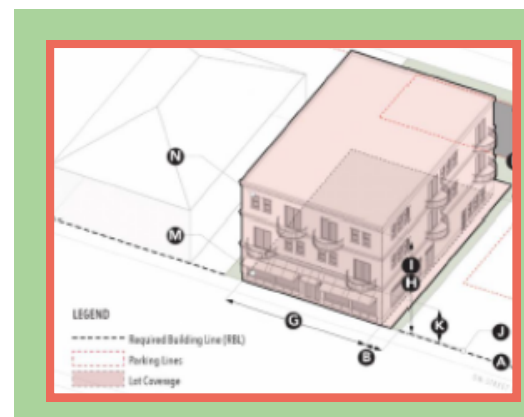 N
M
I
H
G
K
J
B
A
LEGEND
Required Building Line (RBL)
Parking Lines
Lot Coverage